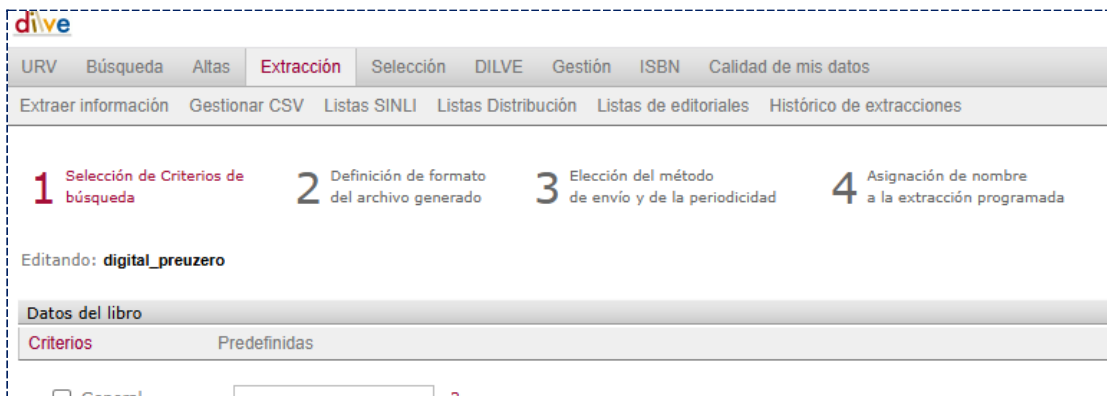 dilve
URV Búsqueda Altas Extracción Selección DILVE Gestión ISBN Calidad de mis datos
Extraer información Gestionar CSV Listas SINLI Listas Distribución Listas de editoriales Histórico de extracciones
1 Selección de Criterios de búsqueda
2 Definición de formato del archivo generado
3 Elección del método de envío y de la periodicidad
4 Asignación de nombre a la extracción programada
Editando: digital_preuzero
Datos del libro
Criterios Predefinidas
General